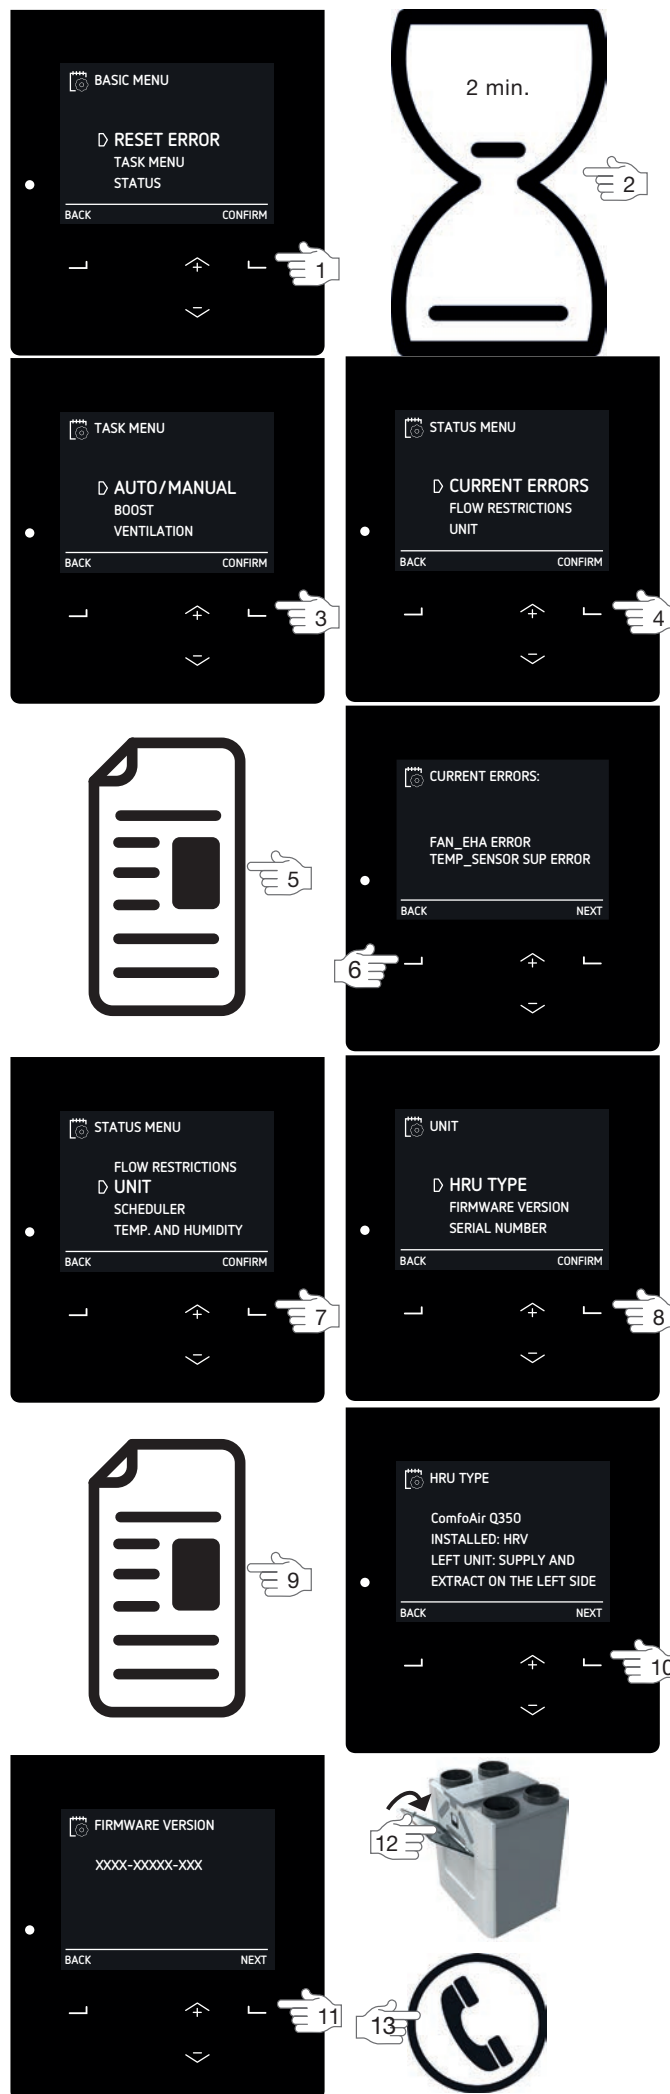 BASIC MENU
RESET ERROR
TASK MENU
STATUS
BACK CONFIRM
1
2 min.
2
TASK MENU
AUTO/MANUAL
BOOST
VENTILATION
BACK CONFIRM
3
STATUS MENU
CURRENT ERRORS
FLOW RESTRICTIONS
UNIT
BACK CONFIRM
4
5
CURRENT ERRORS:
FAN_EHA ERROR
TEMP_SENSOR SUP ERROR
BACK NEXT
6
STATUS MENU
FLOW RESTRICTIONS
UNIT
SCHEDULER
TEMP. AND HUMIDITY
BACK CONFIRM
7
UNIT
HRU TYPE
FIRMWARE VERSION
SERIAL NUMBER
BACK CONFIRM
8
9
HRU TYPE
ComfoAir Q350
INSTALLED: HRV
LEFT UNIT: SUPPLY AND
EXTRACT ON THE LEFT SIDE
BACK NEXT
10
FIRMWARE VERSION
XXXX-XXXXX-XXX
BACK NEXT
11
12
13